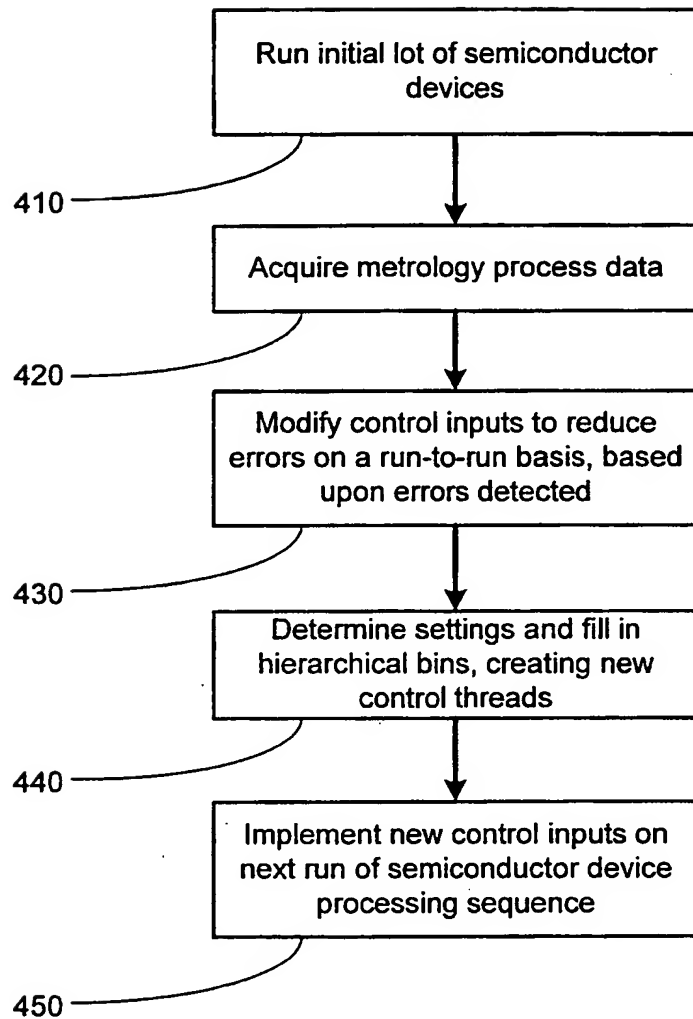 Run initial lot of semiconductor
devices
410
Acquire metrology process data
420
Modify control inputs to reduce
errors on a run-to-run basis, based
upon errors detected
430
Determine settings and fill in
hierarchical bins, creating new
control threads
440
Implement new control inputs on
next run of semiconductor device
processing sequence
450